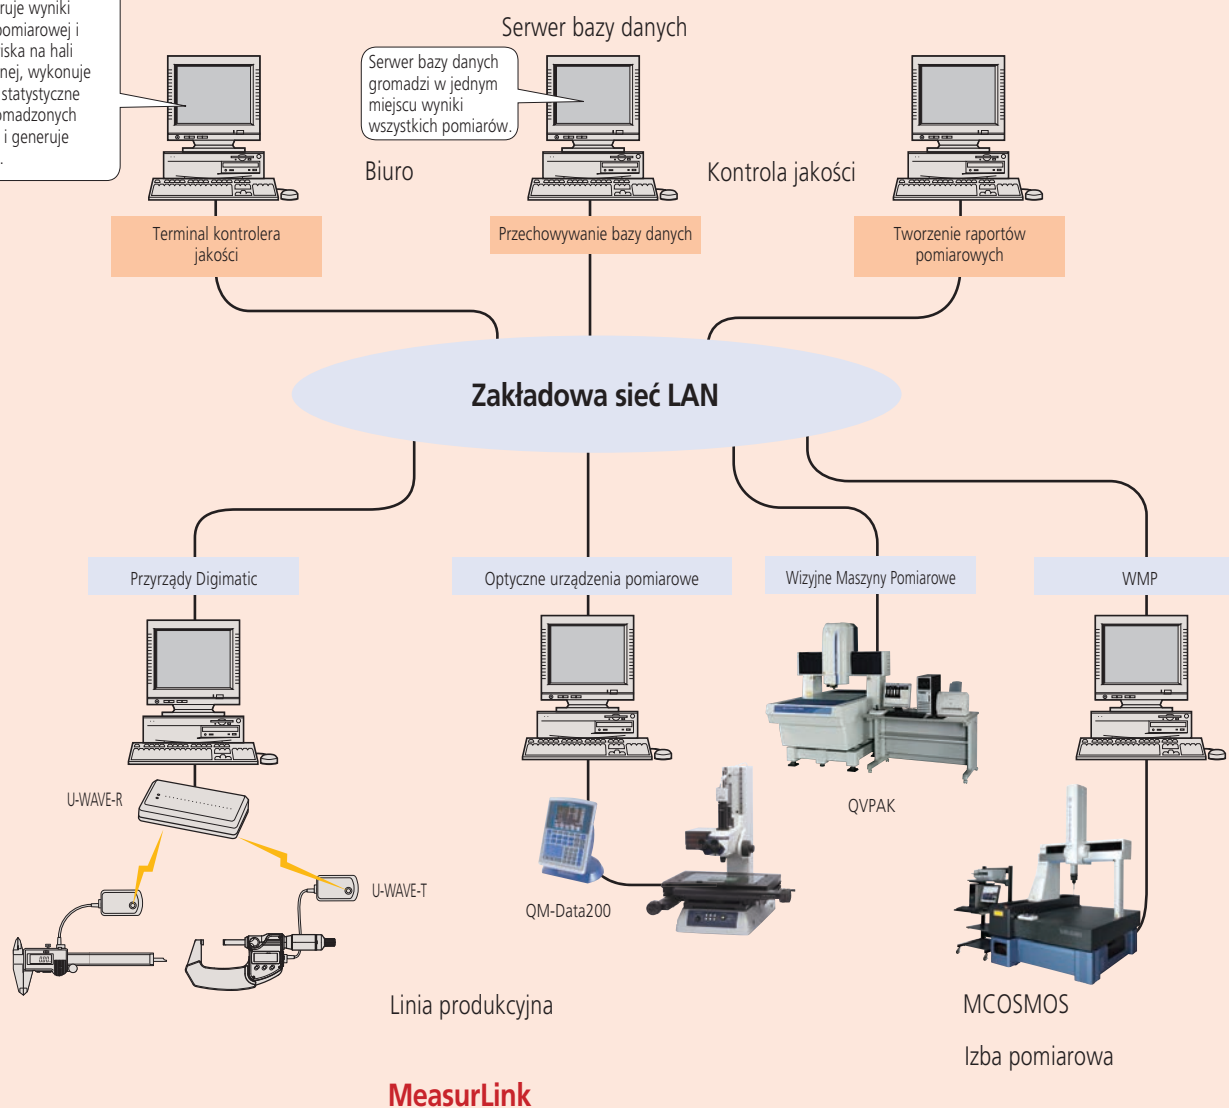 ruje wyniki
pomiarowej i
iska na hali
nej, wykonuje
statystyczne
omadzonych
i generuje
.
Serwer bazy danych
Serwer bazy danych
gromadzi w jednym
miejscu wyniki
wszystkich pomiarów.
Biuro
Kontrola jakości
Terminal kontrolera
jakości
Przechowywanie bazy danych
Tworzenie raportów
pomiarowych
Zakładowa sieć LAN
Przyrządy Digimatic
Optyczne urządzenia pomiarowe
Wizyjne Maszyny Pomiarowe
WMP
U-WAVE-R
U-WAVE-T
QM-Data200
QVPAK
Linia produkcyjna
MCOSMOS
Izba pomiarowa
MeasurLink